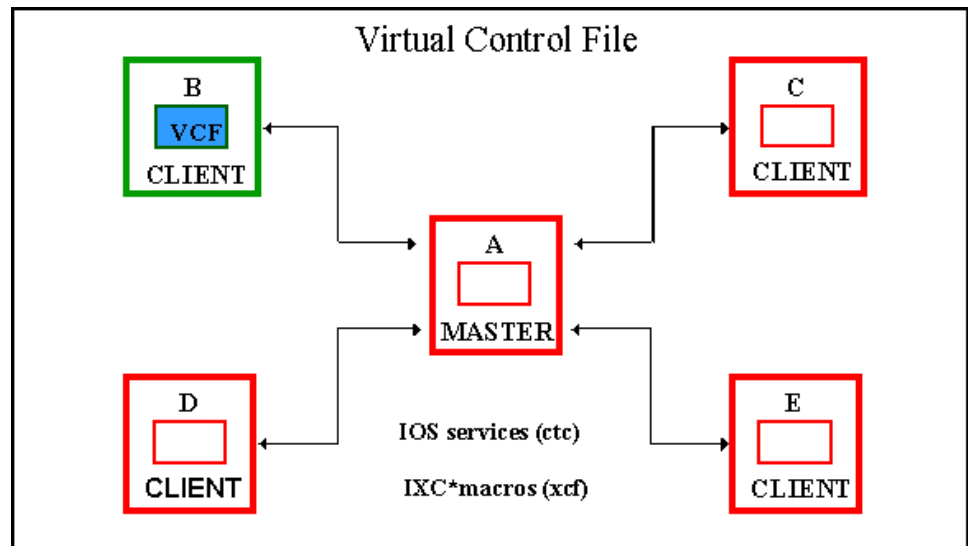 Virtual Control File
B
VCF
CLIENT
C
CLIENT
A
MASTER
D
CLIENT
IOS services (ctc)
IXC*macros (xcf)
E
CLIENT